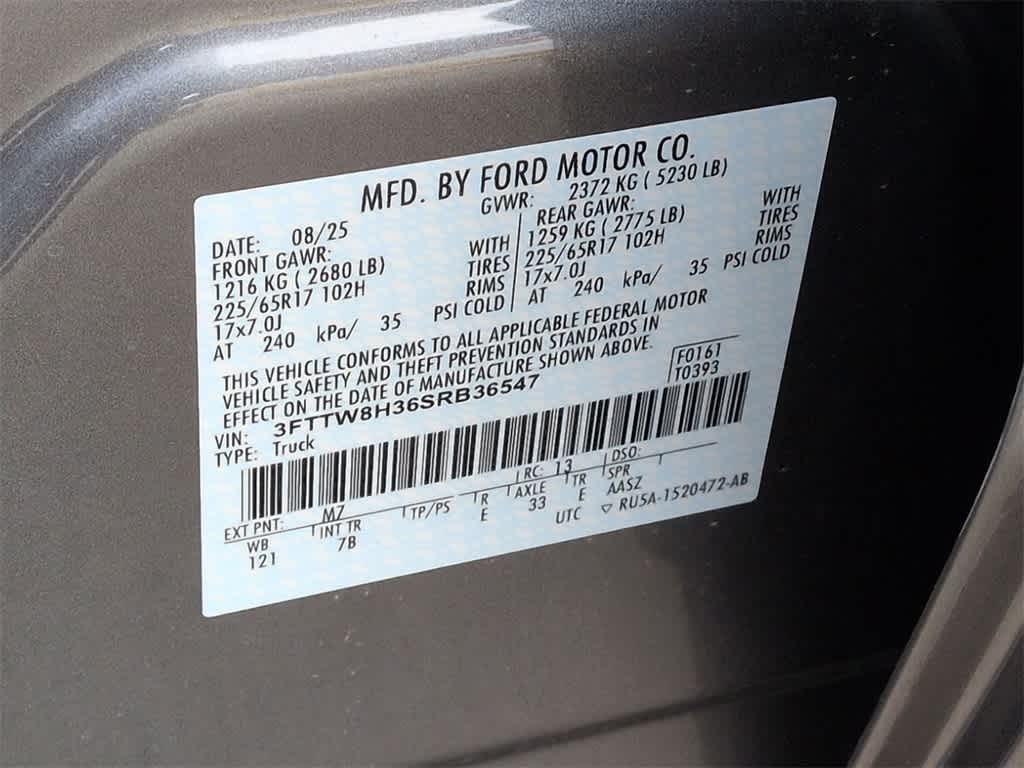 MFD. BY FORD MOTOR CO.
DATE: 08/25 GVWR: 2372 KG ( 5230 LB)
FRONT GAWR: WITH REAR GAWR: WITH
1216 KG ( 2680 LB) TIRES 1259 KG ( 2775 LB) TIRES
225/65R17 102H RIMS 225/65R17 102H RIMS
17x7.0J PSI COLD 17x7.0J PSI COLD
AT 240 kPa/ 35 AT 240 kPa/ 35
THIS VEHICLE CONFORMS TO ALL APPLICABLE FEDERAL MOTOR
VEHICLE SAFETY AND THEFT PREVENTION STANDARDS IN
EFFECT ON THE DATE OF MANUFACTURE SHOWN ABOVE.
F0161
T0393
VIN: 3FTTW8H36SRB36547
TYPE: Truck
EXT PNT: M7 RC: 13 DSO:
WB INT TR TP/PS R AXLE TR SPR
121 7B E 33 E AASZ
UTC ▽ RU5A-1520472-AB